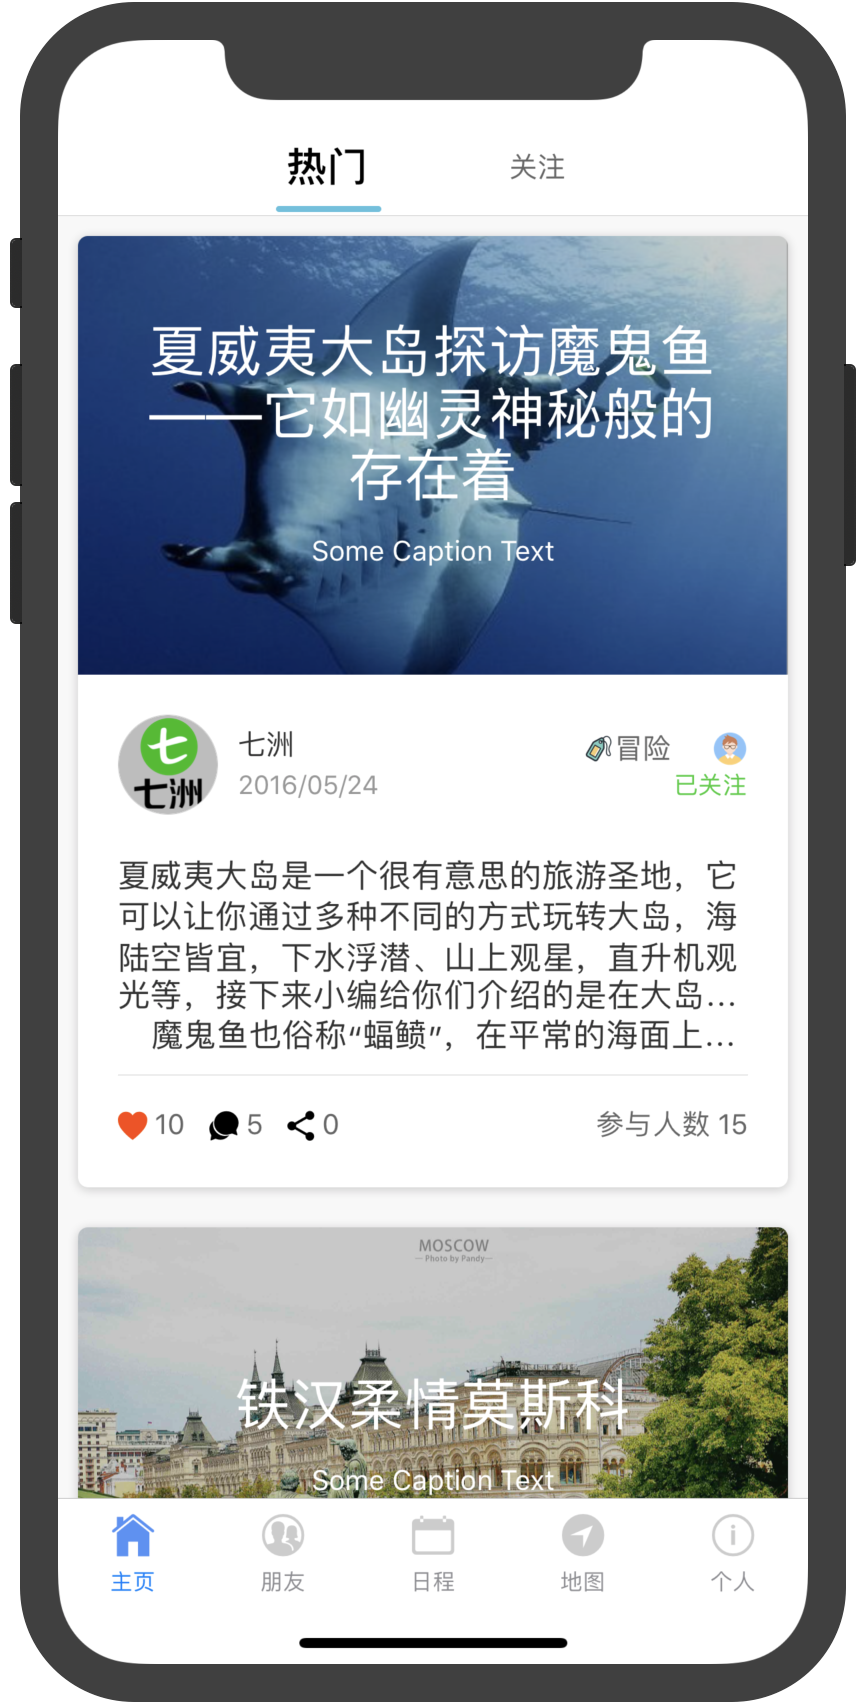 热门
关注
夏威夷大岛探访魔鬼鱼
——它如幽灵神秘般的
存在着
Some Caption Text
七
七洲
七洲
2016/05/24
冒险
已关注
夏威夷大岛是一个很有意思的旅游圣地，它
可以让你通过多种不同的方式玩转大岛，海
陆空皆宜，下水浮潜、山上观星，直升机观
光等，接下来小编给你们介绍的是在大岛...
魔鬼鱼也俗称“蝠鲼”，在平常的海面上...
10
5
0
参与人数 15
MOSCOW
—Photo by Pandy—
铁汉柔情莫斯科
Some Caption Text
主页
朋友
日程
地图
个人